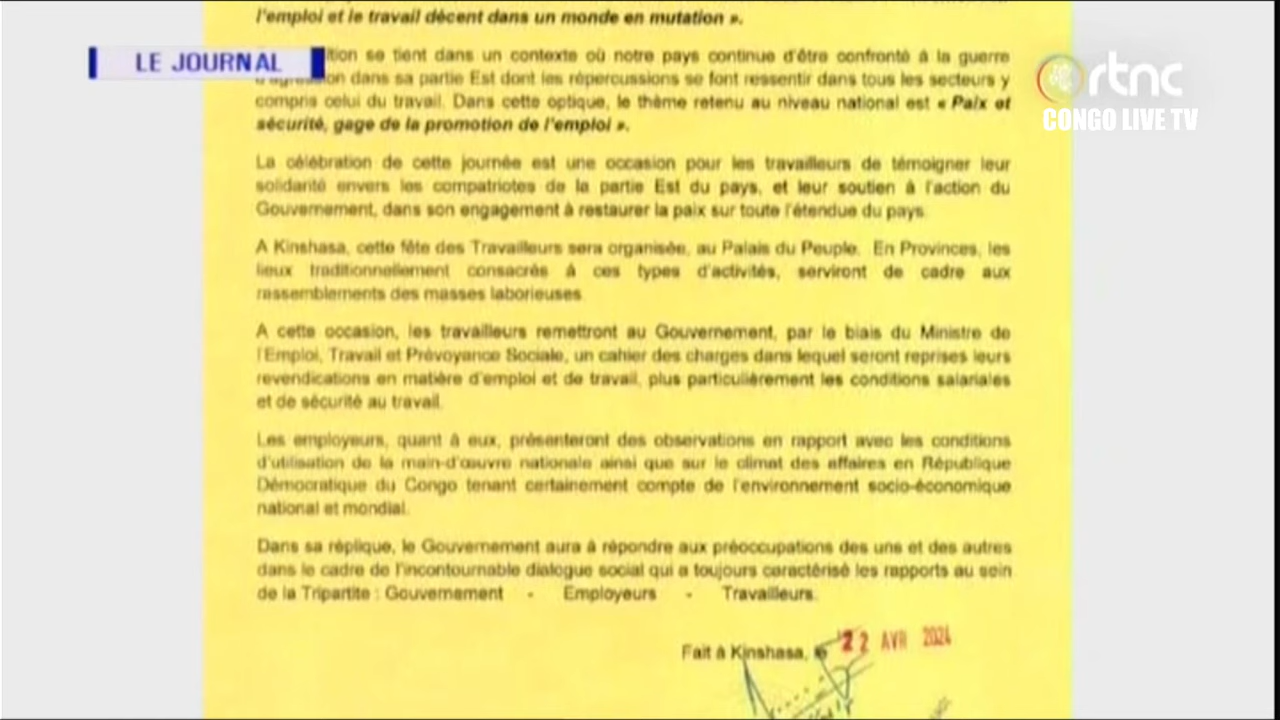 l'emploi et le travail décent dans un monde en mutation ».
LE JOURNAL
se tient dans un contexte où notre pays continue d'être confronté à la guerre
dans sa partie Est dont les répercussions se font ressentir dans tous les secteurs y
compris celui du travail. Dans cette optique, le thème retenu au niveau national est « Paix et
sécurité, gage de la promotion de l'emploi ».
rtnc
CONGO LIVE TV
La célébration de cette journée est une occasion pour les travailleurs de témoigner leur
solidarité envers les compatriotes de la partie Est du pays, et leur soutien à l'action du
Gouvernement, dans son engagement à restaurer la paix sur toute l'étendue du pays.
A Kinshasa, cette fête des Travailleurs sera organisée, au Palais du Peuple. En Provinces, les
lieux traditionnellement consacrés à ces types d'activités, serviront de cadre aux
rassemblements des masses laborieuses.
A cette occasion, les travailleurs remettront au Gouvernement, par le biais du Ministre de
l'Emploi, Travail et Prévoyance Sociale, un cahier des charges dans lequel seront reprises leurs
revendications en matière d'emploi et de travail, plus particulièrement les conditions salariales
et de sécurité au travail.
Les employeurs, quant à eux, présenteront des observations en rapport avec les conditions
d'utilisation de la main-d'œuvre nationale ainsi que sur le climat des affaires en République
Démocratique du Congo tenant certainement compte de l'environnement socio-économique
national et mondial.
Dans sa réplique, le Gouvernement aura à répondre aux préoccupations des uns et des autres
dans le cadre de l'incontournable dialogue social qui a toujours caractérisé les rapports au sein
de la Tripartite : Gouvernement - Employeurs - Travailleurs.
Fait à Kinshasa, 22 AVR 2024